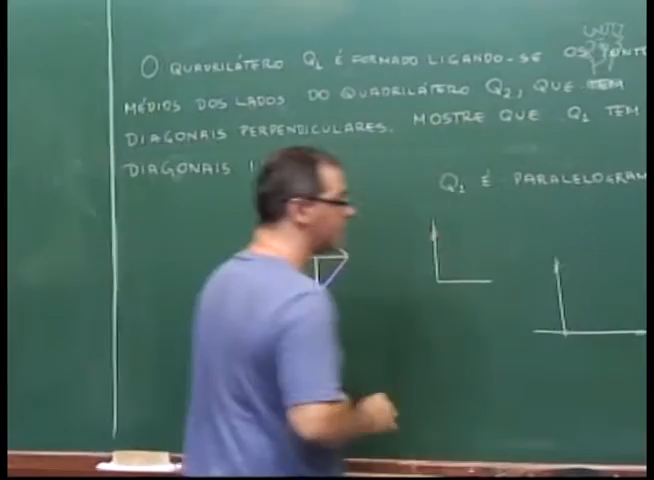 O QUADRILÁTERO Q₁ É FORMADO LIGANDO-SE OS
MÉDIOS DOS LADOS DO QUADRILÁTERO Q₂, QUE TEM
DIAGONAIS PERPENDICULARES. MOSTRE QUE Q₁ TEM
DIAGONAIS
Q₁ É PARALELOGRAM